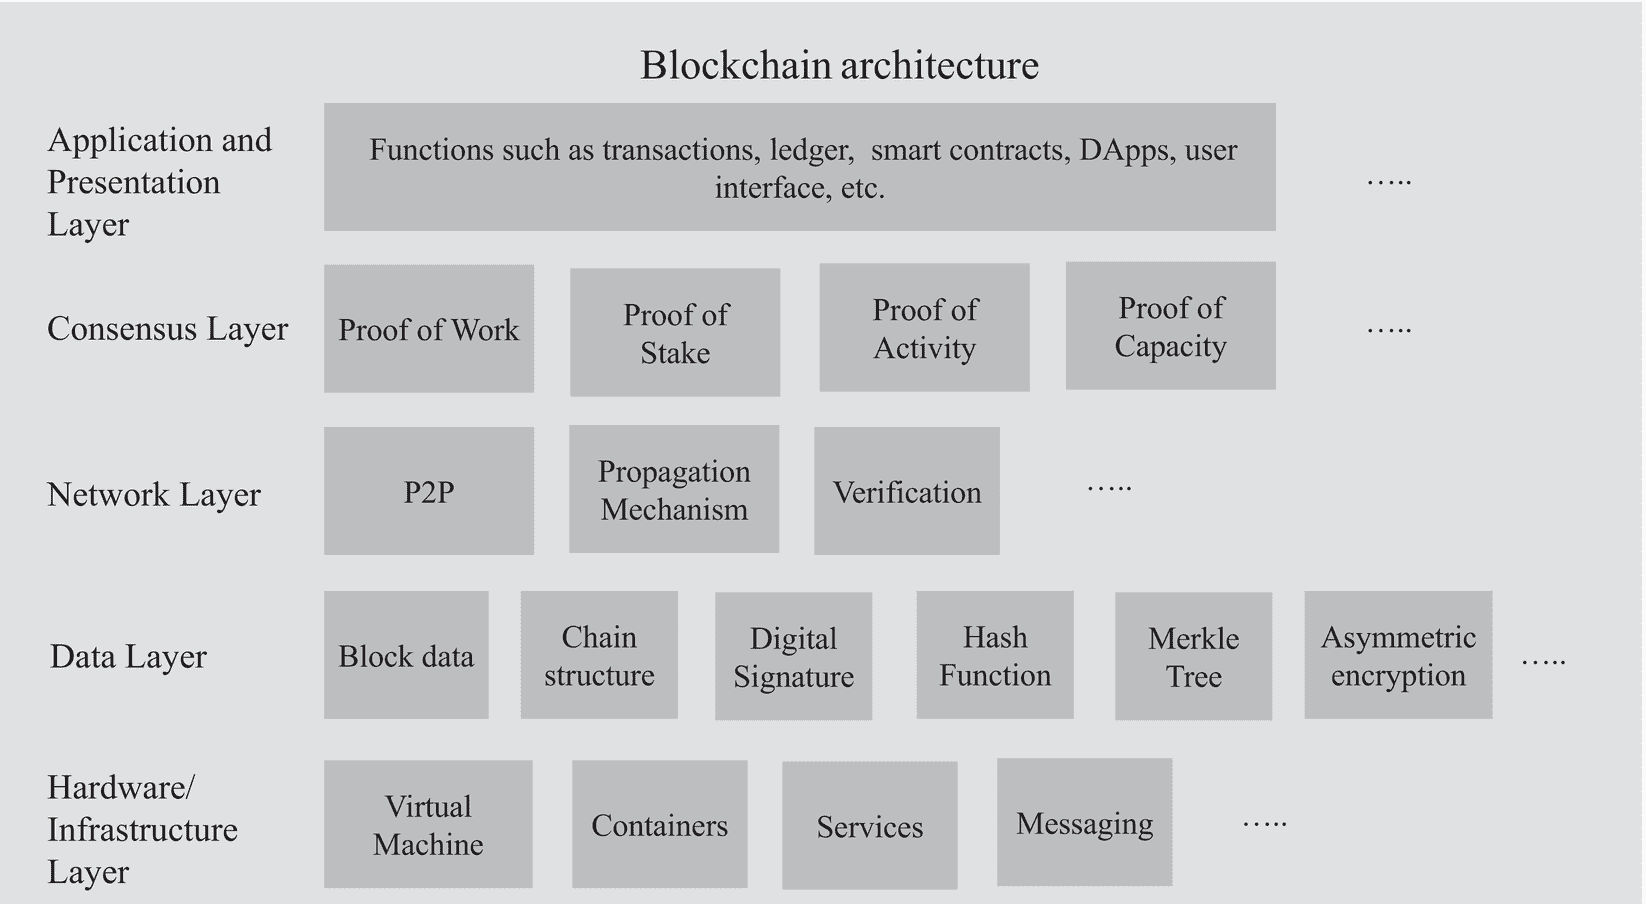 Blockchain architecture
Application and
Presentation
Layer
Functions such as transactions, ledger,  smart contracts, DApps, user
interface, etc.
…..
Consensus Layer
Proof of Work
Proof of
Stake
Proof of
Activity
Proof of
Capacity
…..
Network Layer
P2P
Propagation
Mechanism
Verification
…..
Data Layer
Block data
Chain
structure
Digital
Signature
Hash
Function
Merkle
Tree
Asymmetric
encryption
…..
Hardware/
Infrastructure
Layer
Virtual
Machine
Containers
Services
Messaging
…..